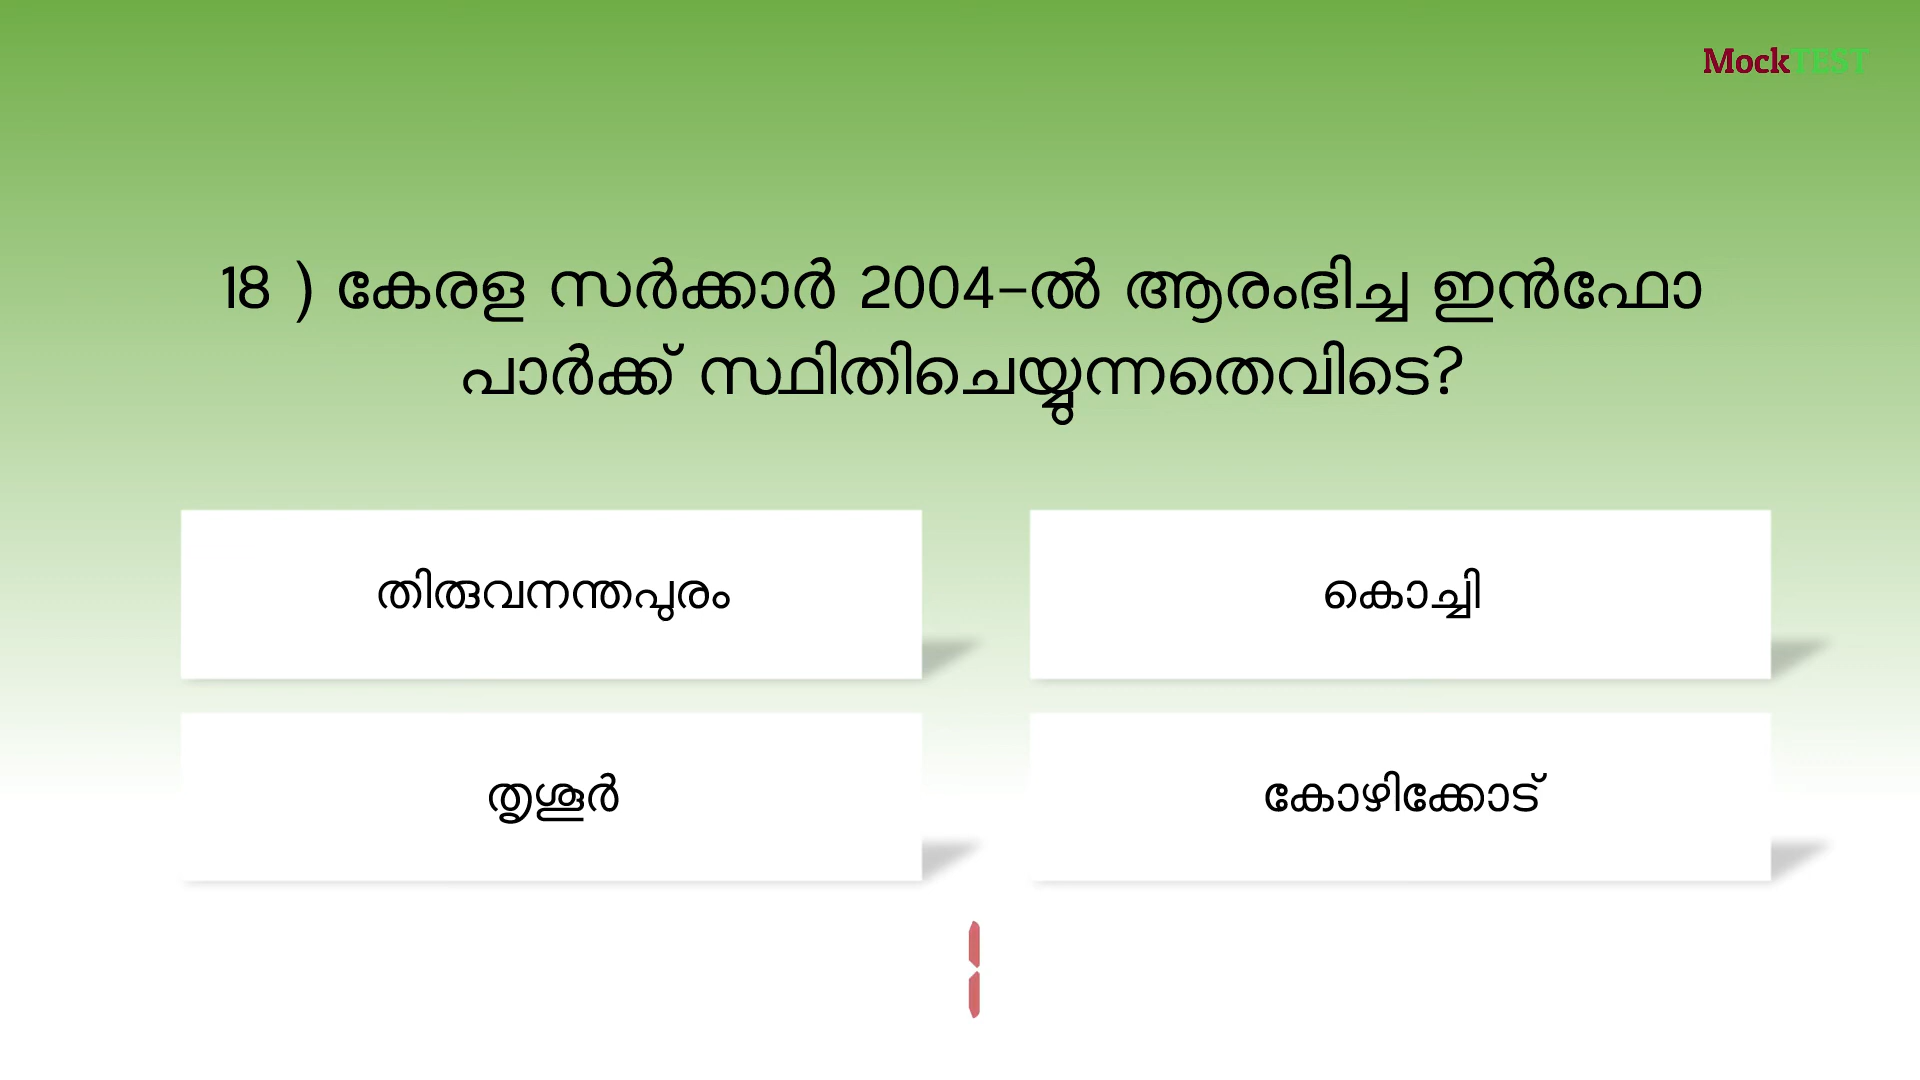 MockTEST
18 ) കേരള സർക്കാർ 2004-ൽ ആരംഭിച്ച ഇൻഫോ
പാർക്ക് സ്ഥിതിചെയ്യുന്നതെവിടെ?
തിരുവനന്തപുരം
കൊച്ചി
തൃശൂർ
കോഴിക്കോട്
1